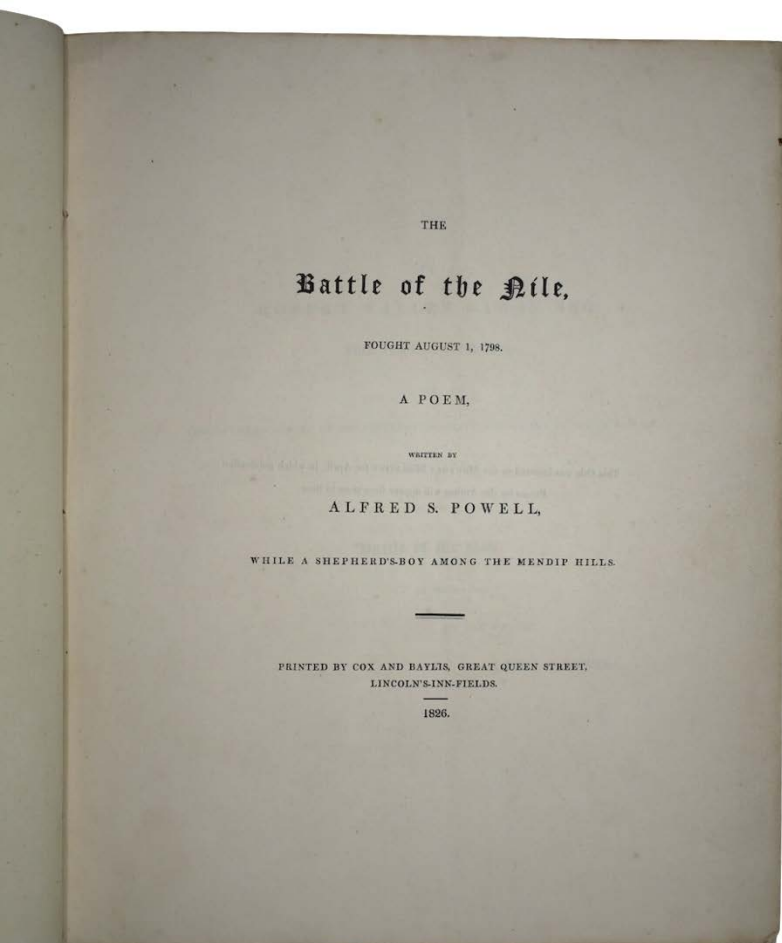 THE
Battle of the Nile,
FOUGHT AUGUST 1, 1798.
A POEM,
WRITTEN BY
ALFRED S. POWELL,
WHILE A SHEPHERD'S-BOY AMONG THE MENDIP HILLS.
PRINTED BY COX AND BAYLIS, GREAT QUEEN STREET,
LINCOLN'S-INN-FIELDS.
1826.